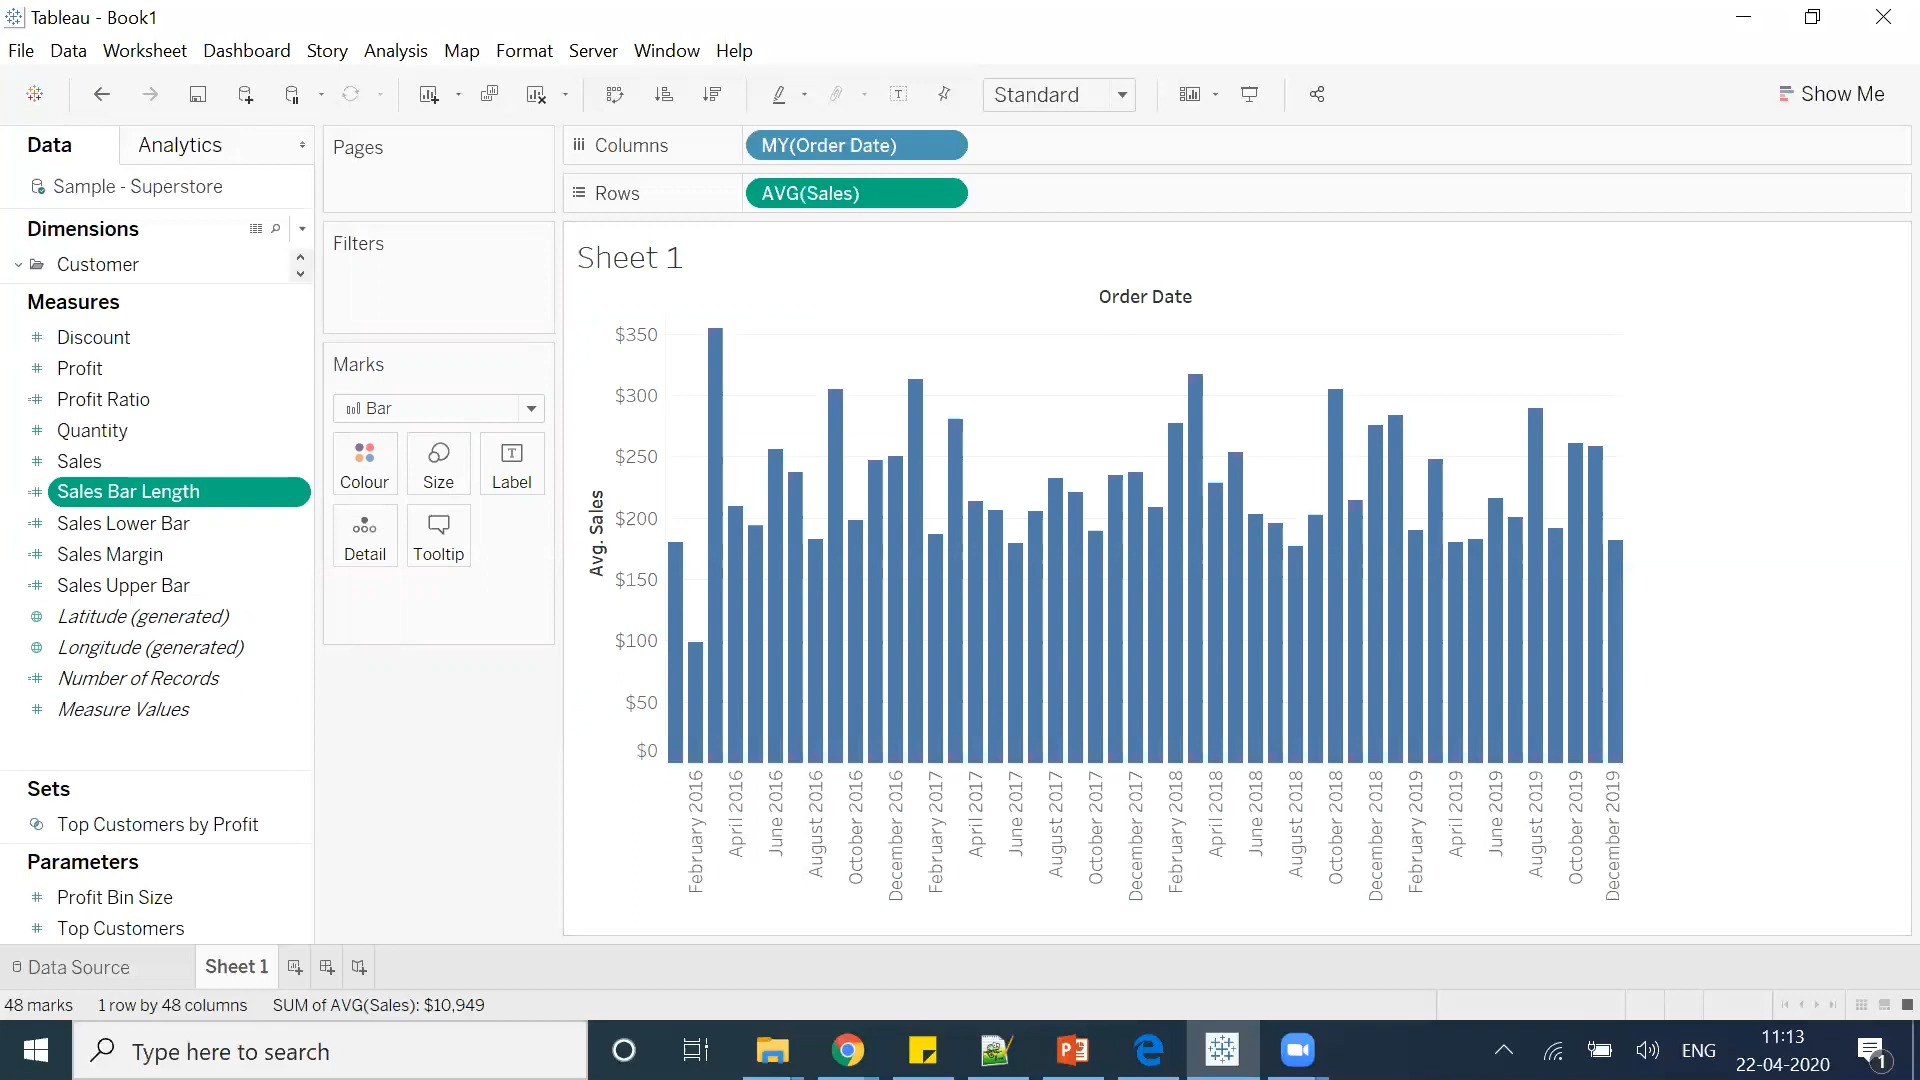 Tableau - Book1
File Data Worksheet Dashboard Story Analysis Map Format Server Window Help
Standard
Show Me
Data
Analytics
Sample - Superstore
Dimensions
Customer
Measures
Discount
Profit
Profit Ratio
Quantity
Sales
Sales Bar Length
Sales Lower Bar
Sales Margin
Sales Upper Bar
Latitude (generated)
Longitude (generated)
Number of Records
Measure Values
Sets
Top Customers by Profit
Parameters
Profit Bin Size
Top Customers
Pages
Filters
Marks
Bar
Colour
Size
Label
Detail
Tooltip
Columns
MY(Order Date)
Rows
AVG(Sales)
Sheet 1
Order Date
Avg. Sales
$350
$300
$250
$200
$150
$100
$50
$0
February 2016
April 2016
June 2016
August 2016
October 2016
December 2016
February 2017
April 2017
June 2017
August 2017
October 2017
December 2017
February 2018
April 2018
June 2018
August 2018
October 2018
December 2018
February 2019
April 2019
June 2019
August 2019
October 2019
December 2019
Data Source
Sheet 1
48 marks 1 row by 48 columns SUM of AVG(Sales): $10,949
Type here to search
ENG
11:13
22-04-2020
1